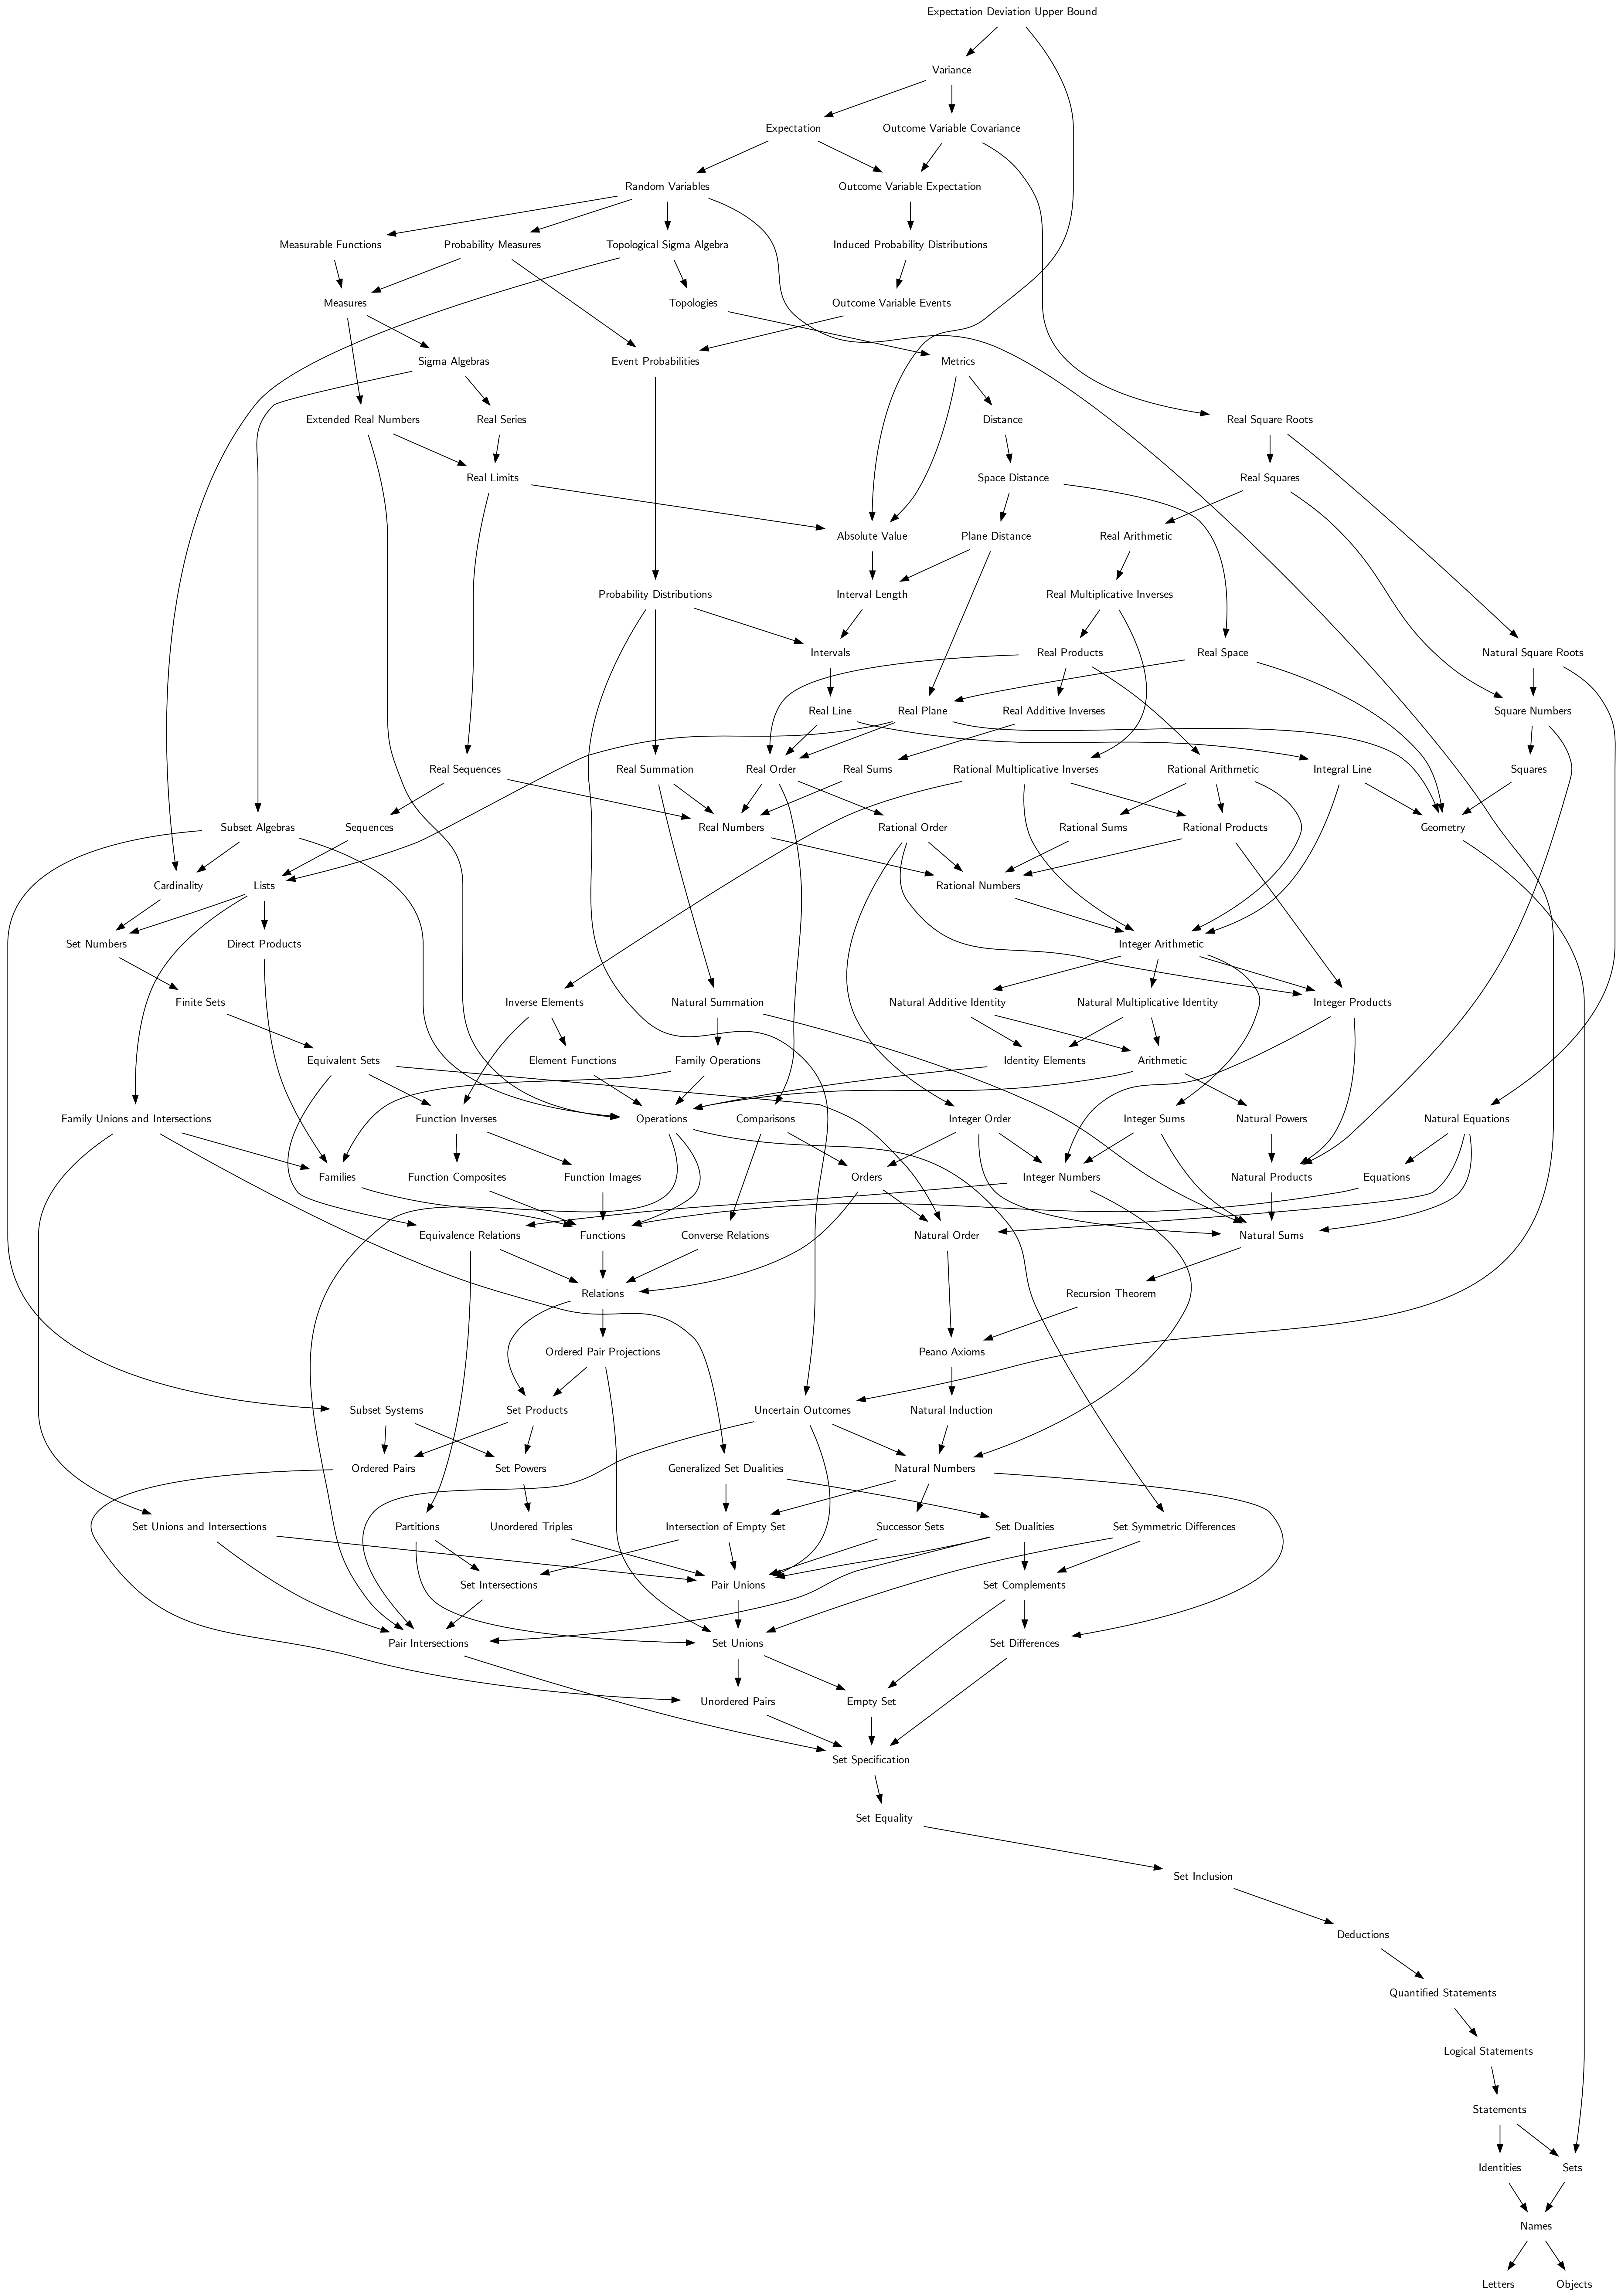 Expectation Deviation Upper Bound
Variance
Expectation
Outcome Variable Covariance
Random Variables
Outcome Variable Expectation
Measurable Functions
Probability Measures
Topological Sigma Algebra
Induced Probability Distributions
Measures
Topologies
Outcome Variable Events
Sigma Algebras
Event Probabilities
Metrics
Extended Real Numbers
Real Series
Distance
Real Square Roots
Real Limits
Space Distance
Real Squares
Absolute Value
Plane Distance
Real Arithmetic
Probability Distributions
Interval Length
Real Multiplicative Inverses
Intervals
Real Products
Real Space
Natural Square Roots
Real Line
Real Plane
Real Additive Inverses
Square Numbers
Real Sequences
Real Summation
Real Order
Real Sums
Rational Multiplicative Inverses
Rational Arithmetic
Integral Line
Squares
Subset Algebras
Sequences
Real Numbers
Rational Order
Rational Sums
Rational Products
Geometry
Cardinality
Lists
Rational Numbers
Set Numbers
Direct Products
Integer Arithmetic
Finite Sets
Inverse Elements
Natural Summation
Natural Additive Identity
Natural Multiplicative Identity
Integer Products
Equivalent Sets
Element Functions
Family Operations
Identity Elements
Arithmetic
Family Unions and Intersections
Function Inverses
Operations
Comparisons
Integer Order
Integer Sums
Natural Powers
Natural Equations
Families
Function Composites
Function Images
Orders
Integer Numbers
Natural Products
Equations
Equivalence Relations
Functions
Converse Relations
Natural Order
Natural Sums
Relations
Recursion Theorem
Ordered Pair Projections
Peano Axioms
Subset Systems
Set Products
Uncertain Outcomes
Natural Induction
Ordered Pairs
Set Powers
Generalized Set Dualities
Natural Numbers
Set Unions and Intersections
Partitions
Unordered Triples
Intersection of Empty Set
Successor Sets
Set Dualities
Set Symmetric Differences
Set Intersections
Pair Unions
Set Complements
Pair Intersections
Set Unions
Set Differences
Unordered Pairs
Empty Set
Set Specification
Set Equality
Set Inclusion
Deductions
Quantified Statements
Logical Statements
Statements
Identities
Sets
Names
Letters
Objects